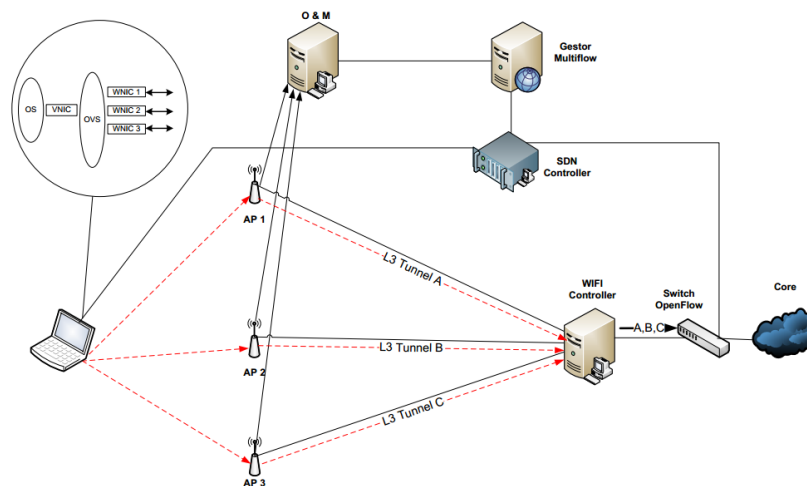 O & M
Gestor
Multiflow
OS
VNIC
OVS
WNIC 1
WNIC 2
WNIC 3
SDN
Controller
AP 1
L3 Tunnel A
WIFI
Controller
Switch
OpenFlow
Core
A,B,C
AP 2
L3 Tunnel B
L3 Tunnel C
AP 3